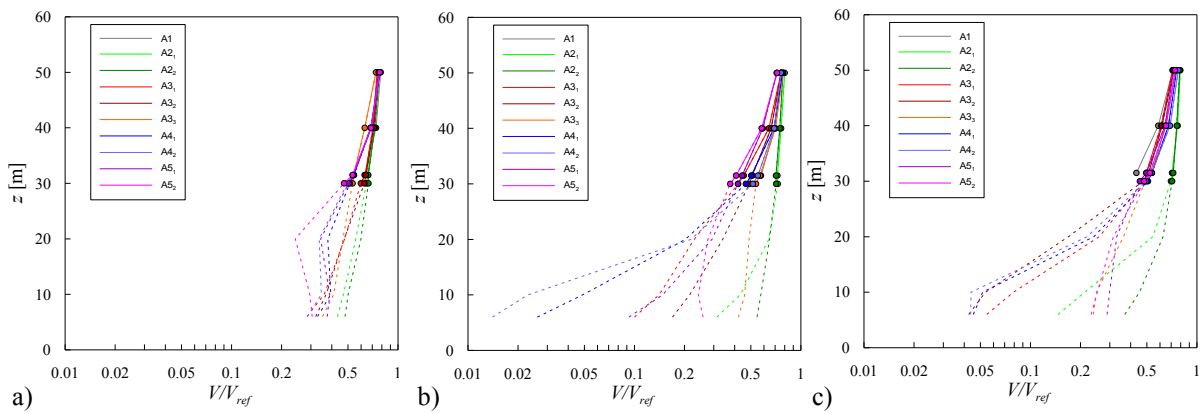 60
50
40
30
20
10
0
z [m]
A1
A2₁
A2₂
A3₁
A3₂
A3₃
A4₁
A4₂
A5₁
A5₂
0.01 0.02 0.05 0.1 0.2 0.5 1
V/V_ref
a)
60
50
40
30
20
10
0
z [m]
A1
A2₁
A2₂
A3₁
A3₂
A3₃
A4₁
A4₂
A5₁
A5₂
0.01 0.02 0.05 0.1 0.2 0.5 1
V/V_ref
b)
60
50
40
30
20
10
0
z [m]
A1
A2₁
A2₂
A3₁
A3₂
A3₃
A4₁
A4₂
A5₁
A5₂
0.01 0.02 0.05 0.1 0.2 0.5 1
V/V_ref
c)